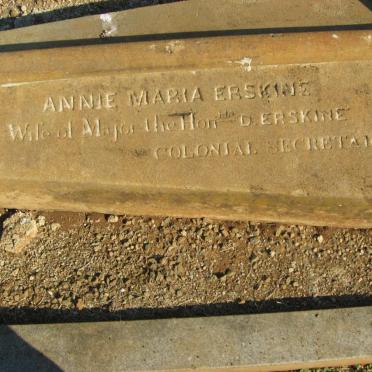 ANNIE MARIA ERSKINE
Wife of Major the Honble D. ERSKINE
COLONIAL SECRETA